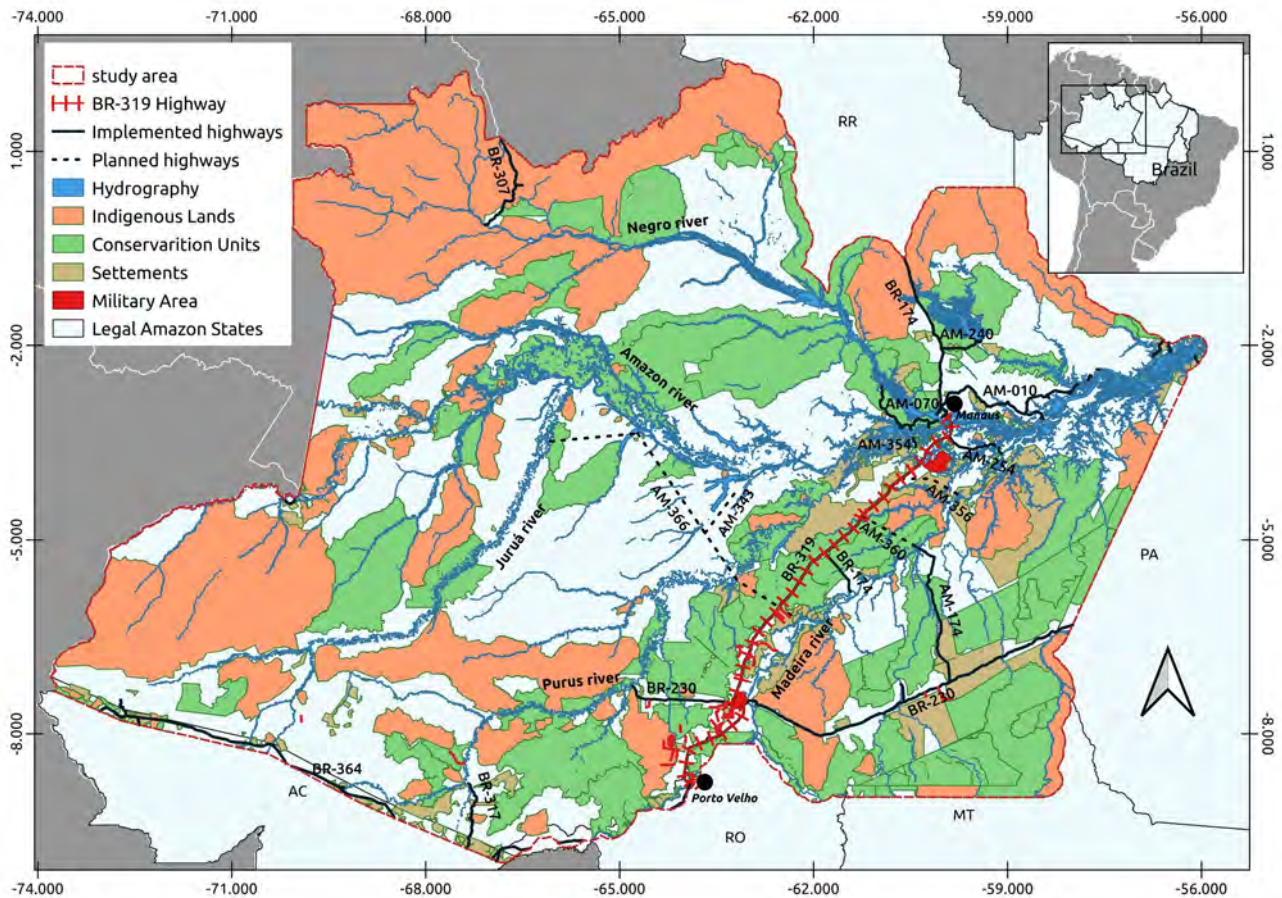 -74.000 -71.000 -68.000 -65.000 -62.000 -59.000 -56.000
study area
BR-319 Highway
Implemented highways
Planned highways
Hydrography
Indigenous Lands
Conservarition Units
Settements
Military Area
Legal Amazon States
Brazil
RR
1.000
1.000
BR-307
Negro river
BR-174
AM-240
-2.000
-2.000
Amazon river
AM-010
AM-070
Manaus
AM-354
AM-254
AM-366
AM-343
AM-356
Juruá river
AM-360
-5.000
-5.000
BR-319
BR-174
PA
AM-174
Madeira river
Purus river
BR-230
BR-230
-8.000
-8.000
BR-364
AC
BR-317
Porto Velho
RO
MT
-74.000 -71.000 -68.000 -65.000 -62.000 -59.000 -56.000